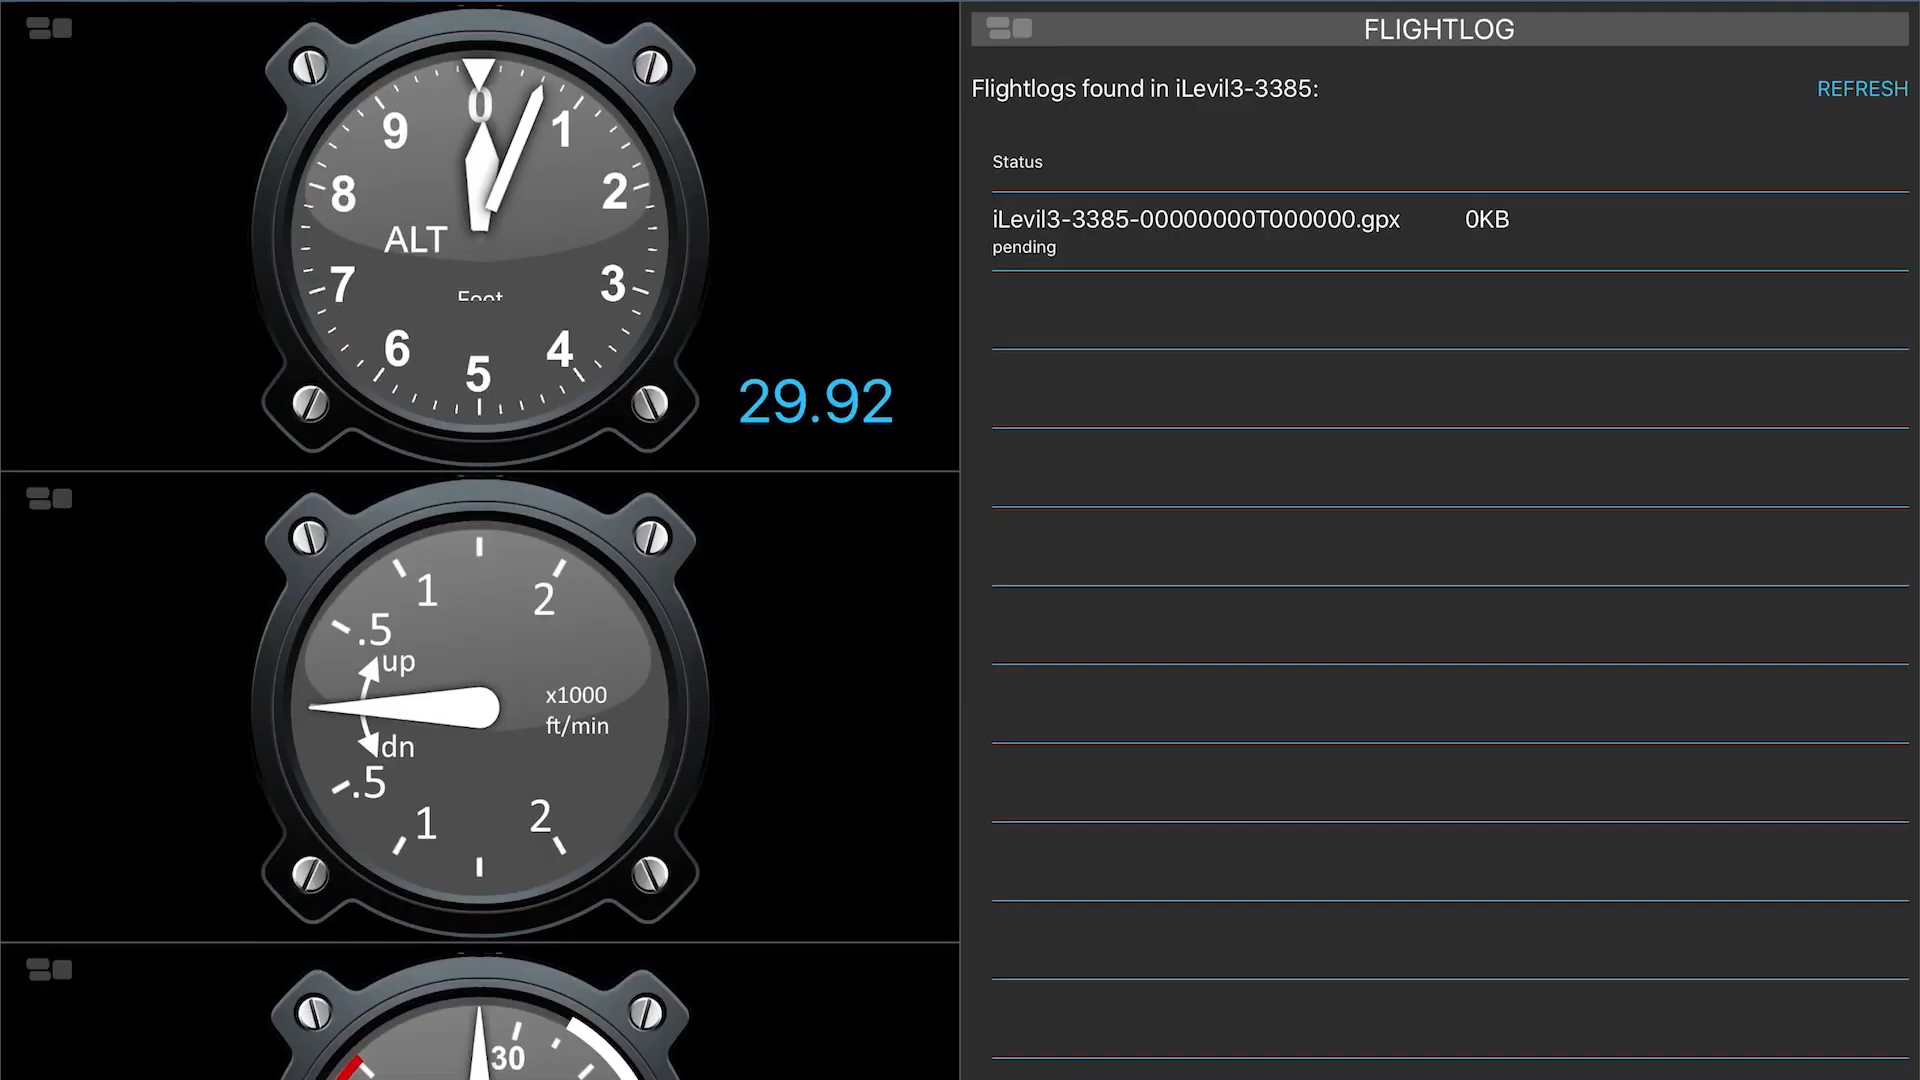 0
1
2
3
4
5
6
7
8
9
ALT
29.92
1
2
.5
up
x1000
ft/min
dn
.5
1
2
30
FLIGHTLOG
Flightlogs found in iLevil3-3385:
REFRESH
Status
iLevil3-3385-00000000T000000.gpx 0KB
pending